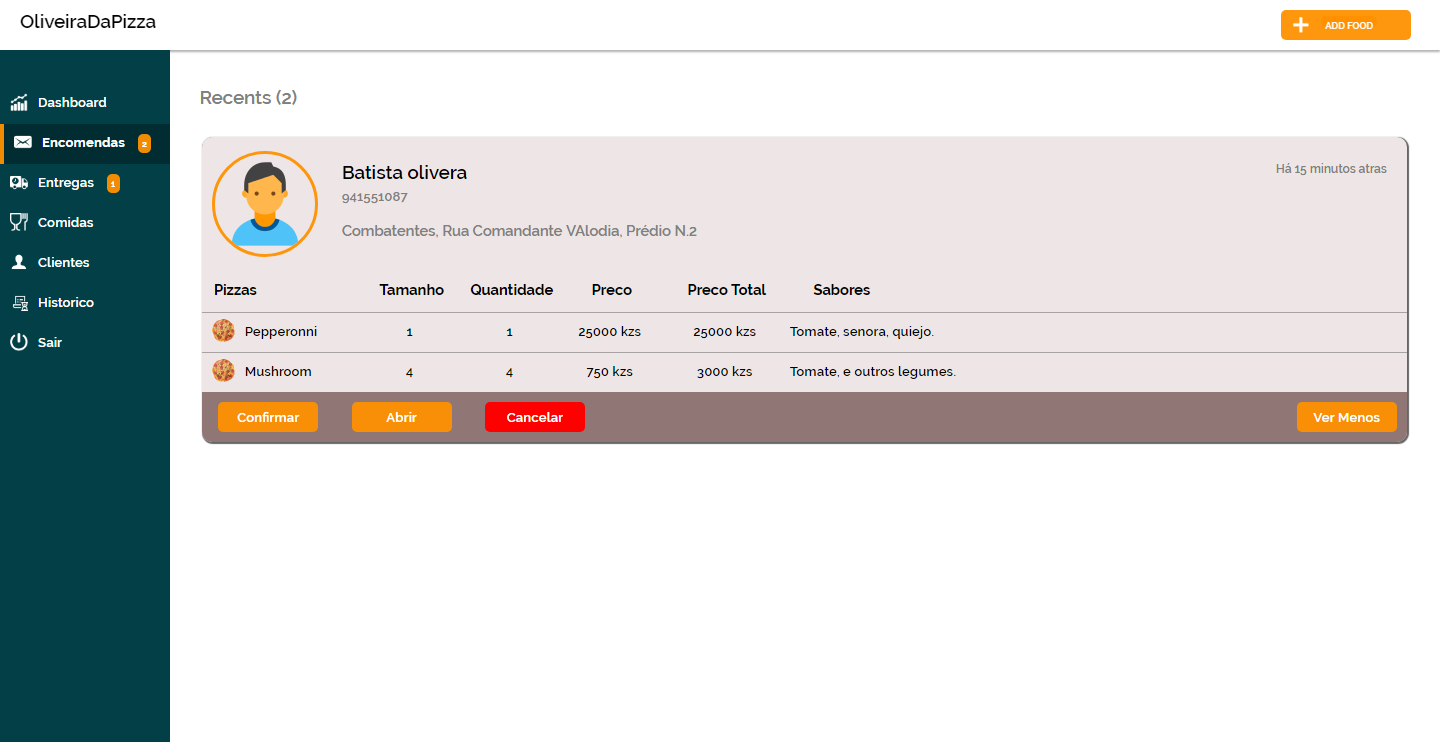 OliveiraDaPizza
ADD FOOD
Dashboard
Encomendas 2
Entregas 1
Comidas
Clientes
Historico
Sair
Recents (2)
Batista olivera
Há 15 minutos atras
941551087
Combatentes, Rua Comandante VAlodia, Prédio N.2
Pizzas Tamanho Quantidade Preco Preco Total Sabores
Pepperonni 1 1 25000 kzs 25000 kzs Tomate, senora, quiejo.
Mushroom 4 4 750 kzs 3000 kzs Tomate, e outros legumes.
Confirmar Abrir Cancelar Ver Menos